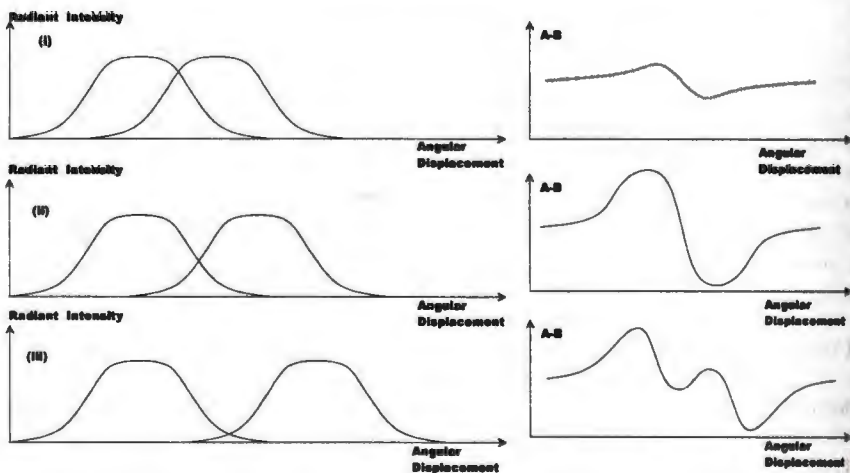 Radiant Intensity
(i)
Angular
Displacement
A-B
Angular
Displacement
Radiant Intensity
(ii)
Angular
Displacement
A-B
Angular
Displacement
Radiant Intensity
(iii)
Angular
Displacement
A-B
Angular
Displacement